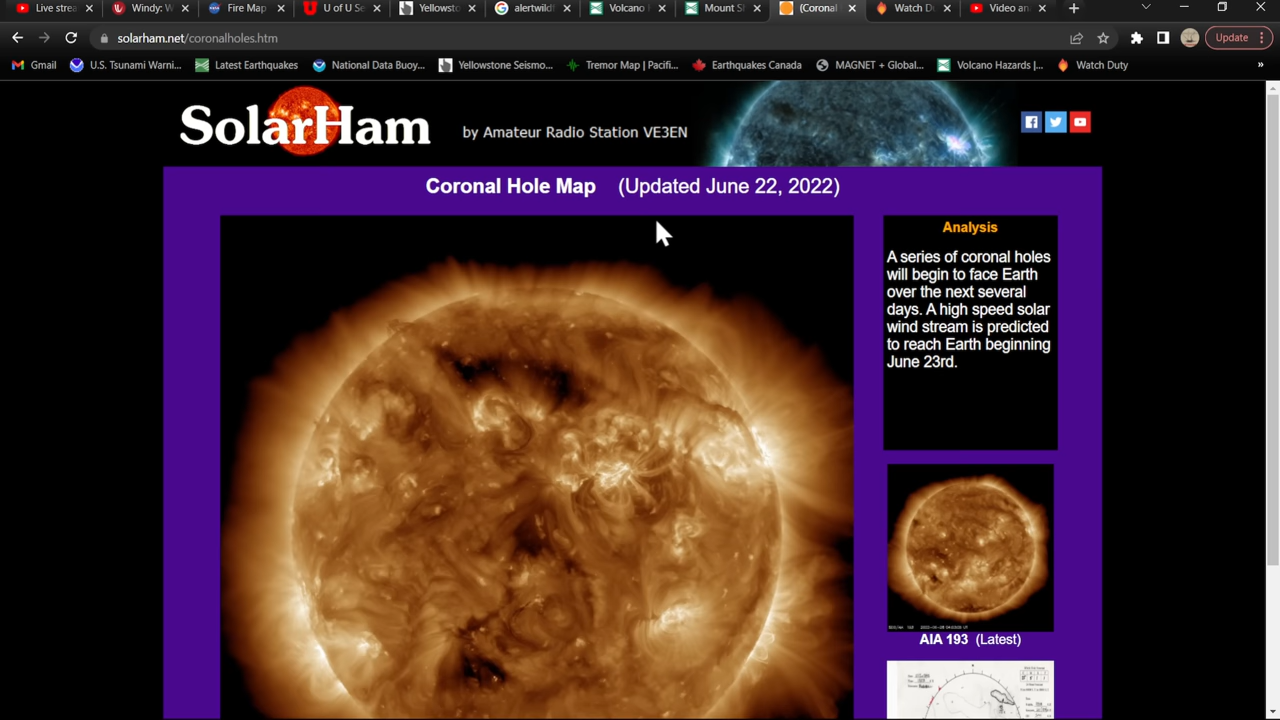 Live strea
Windy: W
Fire Map
U of U Se
Yellowsto
alertwildf
Volcano H
Mount Sh
(Coronal
Watch Du
Video an
solarham.net/coronalholes.htm
Update
Gmail
U.S. Tsunami Warni...
Latest Earthquakes
National Data Buoy...
Yellowstone Seismo...
Tremor Map | Pacifi...
Earthquakes Canada
MAGNET + Global...
Volcano Hazards |...
Watch Duty
»
SolarHam
by Amateur Radio Station VE3EN
Coronal Hole Map (Updated June 22, 2022)
Analysis
A series of coronal holes
will begin to face Earth
over the next several
days. A high speed solar
wind stream is predicted
to reach Earth beginning
June 23rd.
AIA 193 (Latest)